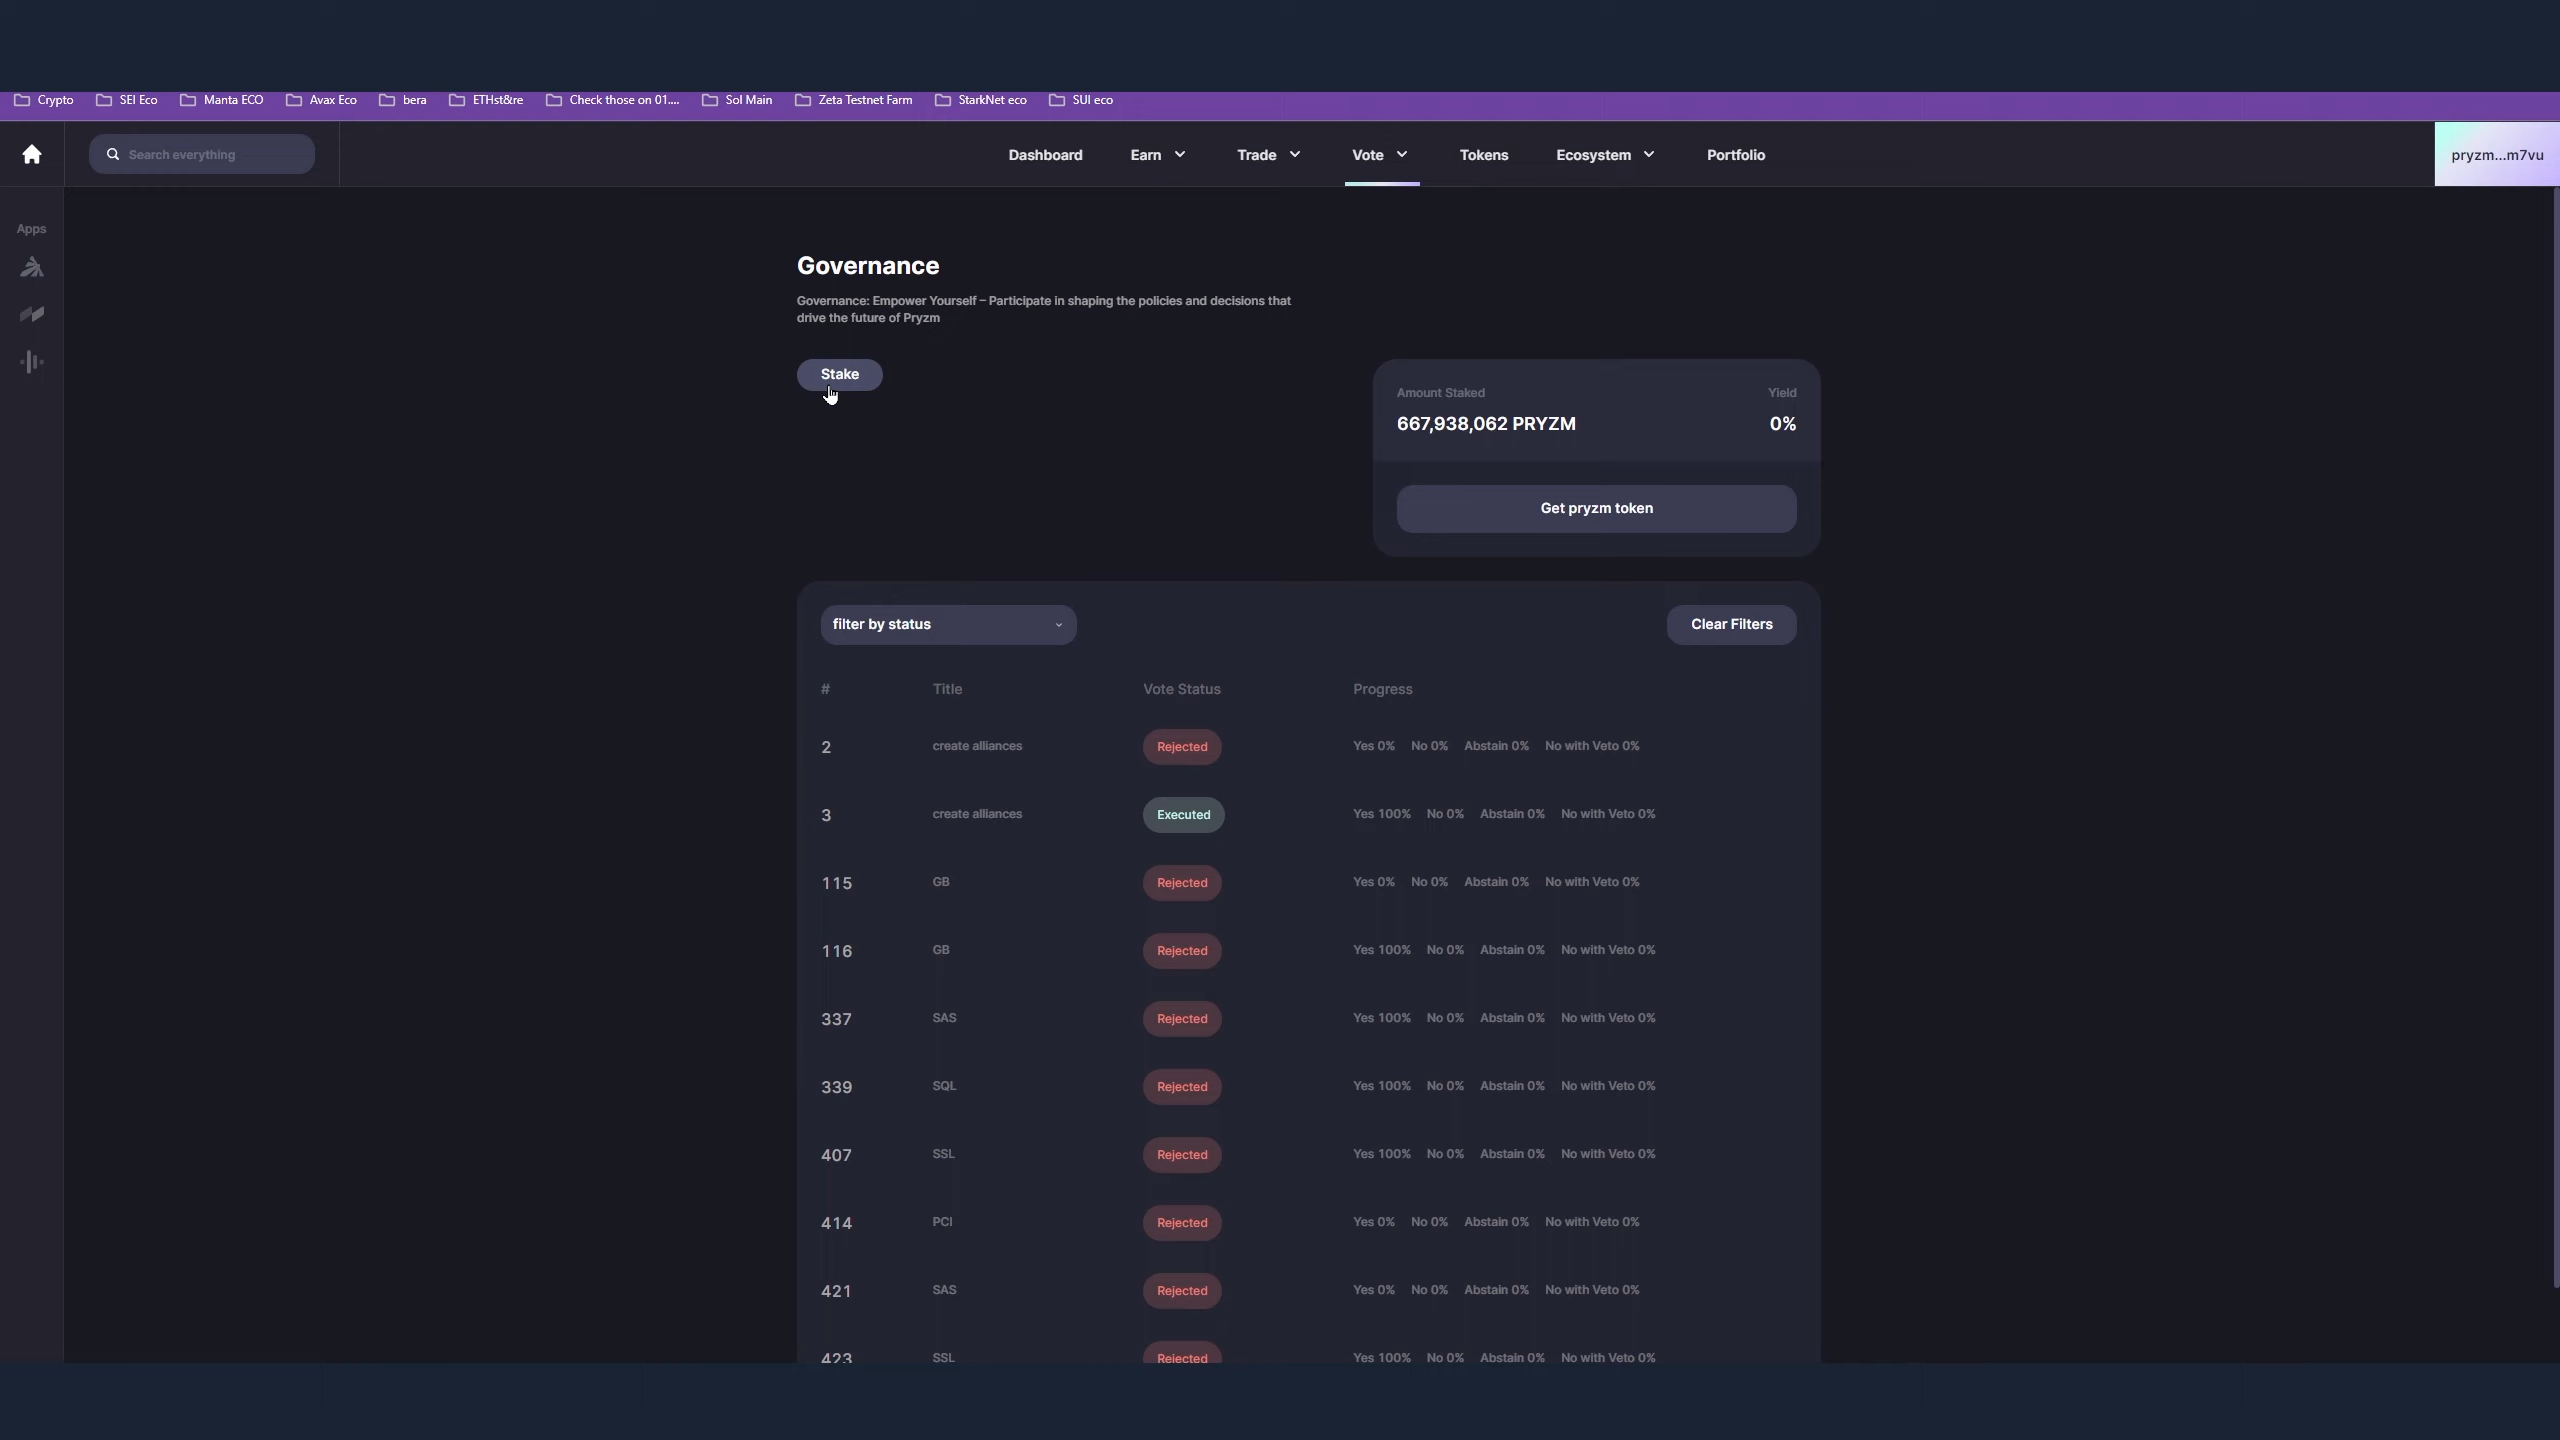 Crypto SEI Eco Manta ECO Avax Eco bera ETHst&re Check those on 01.... Sol Main Zeta Testnet Farm StarkNet eco SUI eco
Search everything Dashboard Earn Trade Vote Tokens Ecosystem Portfolio pryzm...m7vu
Apps
Governance
Governance: Empower Yourself – Participate in shaping the policies and decisions that
drive the future of Pryzm
Stake
Amount Staked Yield
667,938,062 PRYZM 0%
Get pryzm token
filter by status Clear Filters
# Title Vote Status Progress
2 create alliances Rejected Yes 0% No 0% Abstain 0% No with Veto 0%
3 create alliances Executed Yes 100% No 0% Abstain 0% No with Veto 0%
115 GB Rejected Yes 0% No 0% Abstain 0% No with Veto 0%
116 GB Rejected Yes 100% No 0% Abstain 0% No with Veto 0%
337 SAS Rejected Yes 100% No 0% Abstain 0% No with Veto 0%
339 SQL Rejected Yes 100% No 0% Abstain 0% No with Veto 0%
407 SSL Rejected Yes 100% No 0% Abstain 0% No with Veto 0%
414 PCI Rejected Yes 0% No 0% Abstain 0% No with Veto 0%
421 SAS Rejected Yes 0% No 0% Abstain 0% No with Veto 0%
423 SSL Rejected Yes 100% No 0% Abstain 0% No with Veto 0%